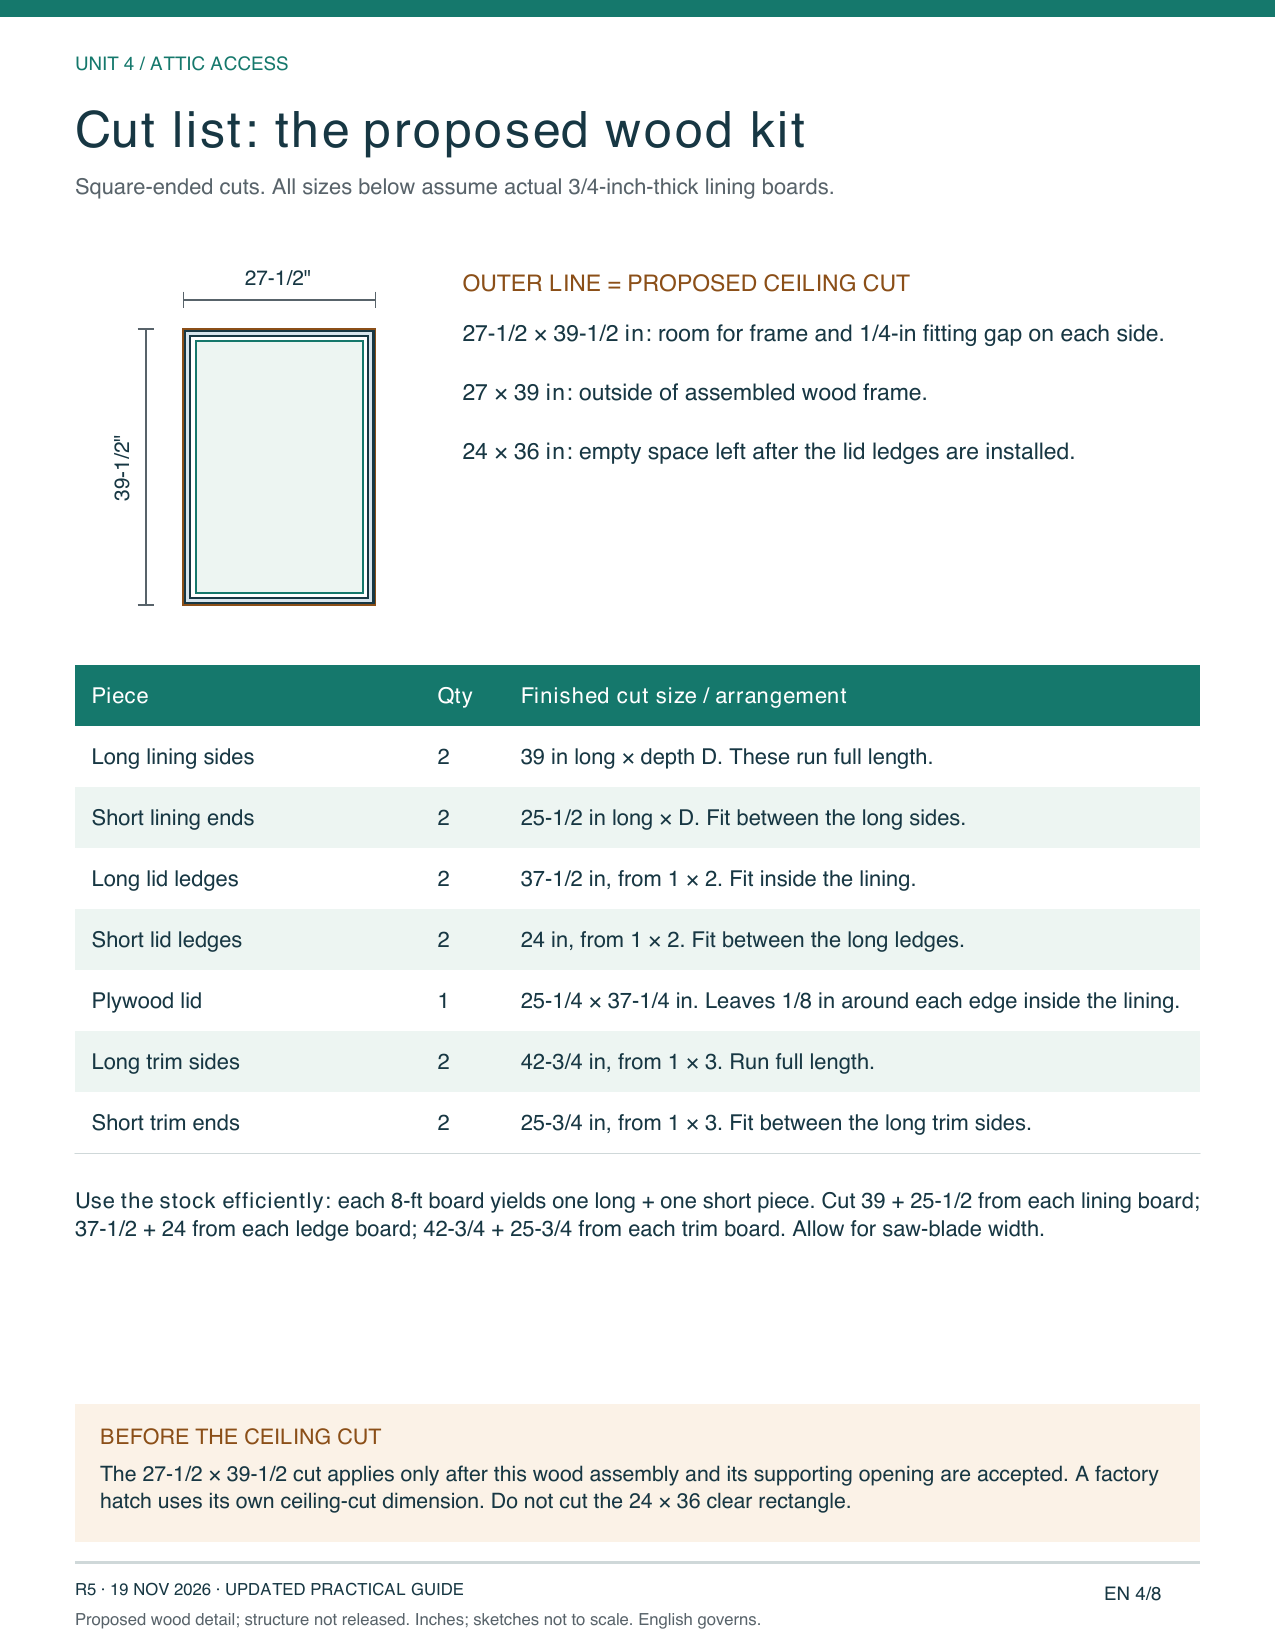 UNIT 4 / ATTIC ACCESS
Cut list: the proposed wood kit
Square-ended cuts. All sizes below assume actual 3/4-inch-thick lining boards.
27-1/2"
39-1/2"
OUTER LINE = PROPOSED CEILING CUT
27-1/2 × 39-1/2 in: room for frame and 1/4-in fitting gap on each side.
27 × 39 in: outside of assembled wood frame.
24 × 36 in: empty space left after the lid ledges are installed.
Piece Qty Finished cut size / arrangement
Long lining sides 2 39 in long × depth D. These run full length.
Short lining ends 2 25-1/2 in long × D. Fit between the long sides.
Long lid ledges 2 37-1/2 in, from 1 × 2. Fit inside the lining.
Short lid ledges 2 24 in, from 1 × 2. Fit between the long ledges.
Plywood lid 1 25-1/4 × 37-1/4 in. Leaves 1/8 in around each edge inside the lining.
Long trim sides 2 42-3/4 in, from 1 × 3. Run full length.
Short trim ends 2 25-3/4 in, from 1 × 3. Fit between the long trim sides.
Use the stock efficiently: each 8-ft board yields one long + one short piece. Cut 39 + 25-1/2 from each lining board;
37-1/2 + 24 from each ledge board; 42-3/4 + 25-3/4 from each trim board. Allow for saw-blade width.
BEFORE THE CEILING CUT
The 27-1/2 × 39-1/2 cut applies only after this wood assembly and its supporting opening are accepted. A factory
hatch uses its own ceiling-cut dimension. Do not cut the 24 × 36 clear rectangle.
R5 · 19 NOV 2026 · UPDATED PRACTICAL GUIDE
EN 4/8
Proposed wood detail; structure not released. Inches; sketches not to scale. English governs.